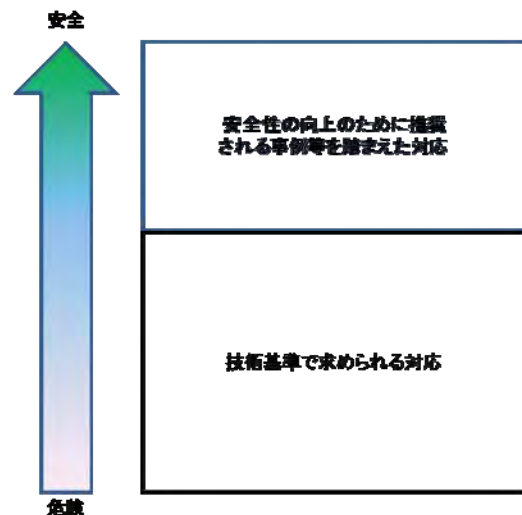 安全
安全性の向上のために推奨
される事例等を踏まえた対応
技術基準で求められる対応
危険